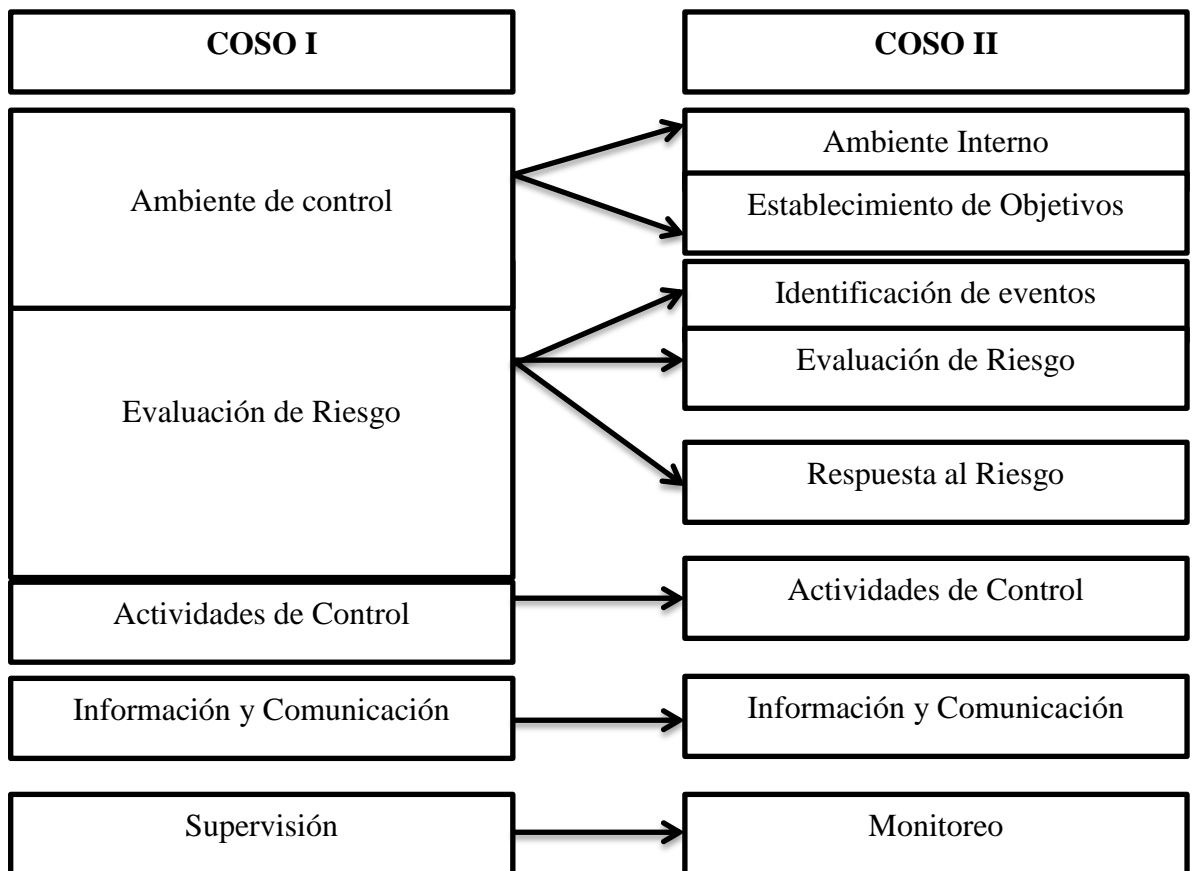 COSO I
COSO II
Ambiente de control
Ambiente Interno
Establecimiento de Objetivos
Evaluación de Riesgo
Identificación de eventos
Evaluación de Riesgo
Respuesta al Riesgo
Actividades de Control
Actividades de Control
Información y Comunicación
Información y Comunicación
Supervisión
Monitoreo